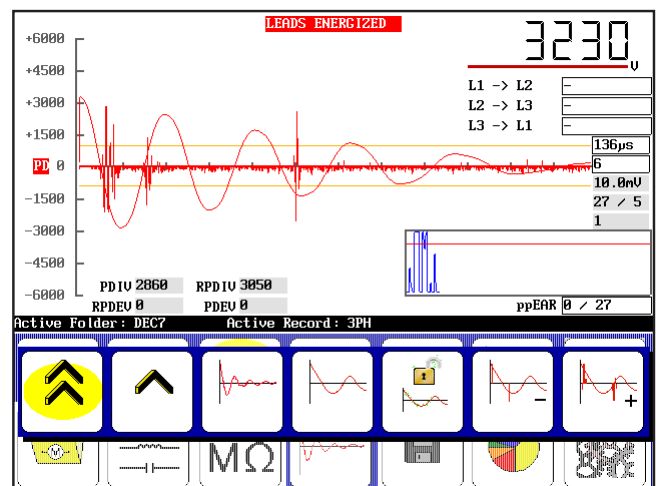 LEADS ENERGIZED
3230 V
+6000
+4500
+3000
+1500
PD 0
-1500
-3000
-4500
-6000
L1 -> L2 -
L2 -> L3 -
L3 -> L1 -
136µs
6
10.0mV
27 / 5
1
PDIV 2860 RPDIV 3050
RPDEV 0 PDEV 0
ppEAR 0 / 27
Active Folder: DEC7 Active Record: 3PH
- +
M
MΩ